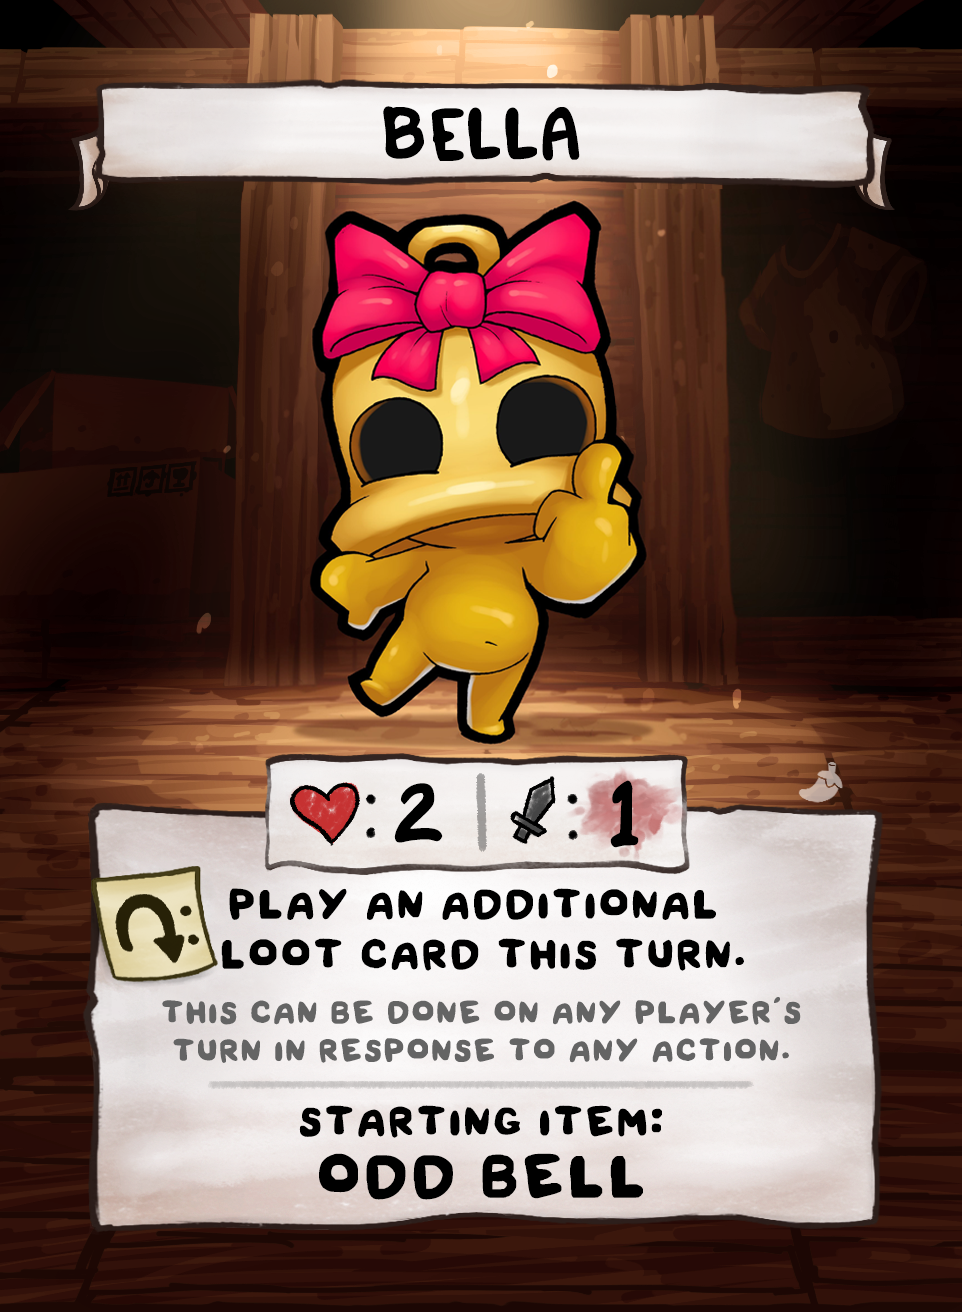 BELLA
: 2 | : 1
PLAY AN ADDITIONAL
LOOT CARD THIS TURN.
THIS CAN BE DONE ON ANY PLAYER'S
TURN IN RESPONSE TO ANY ACTION.
STARTING ITEM:
ODD BELL